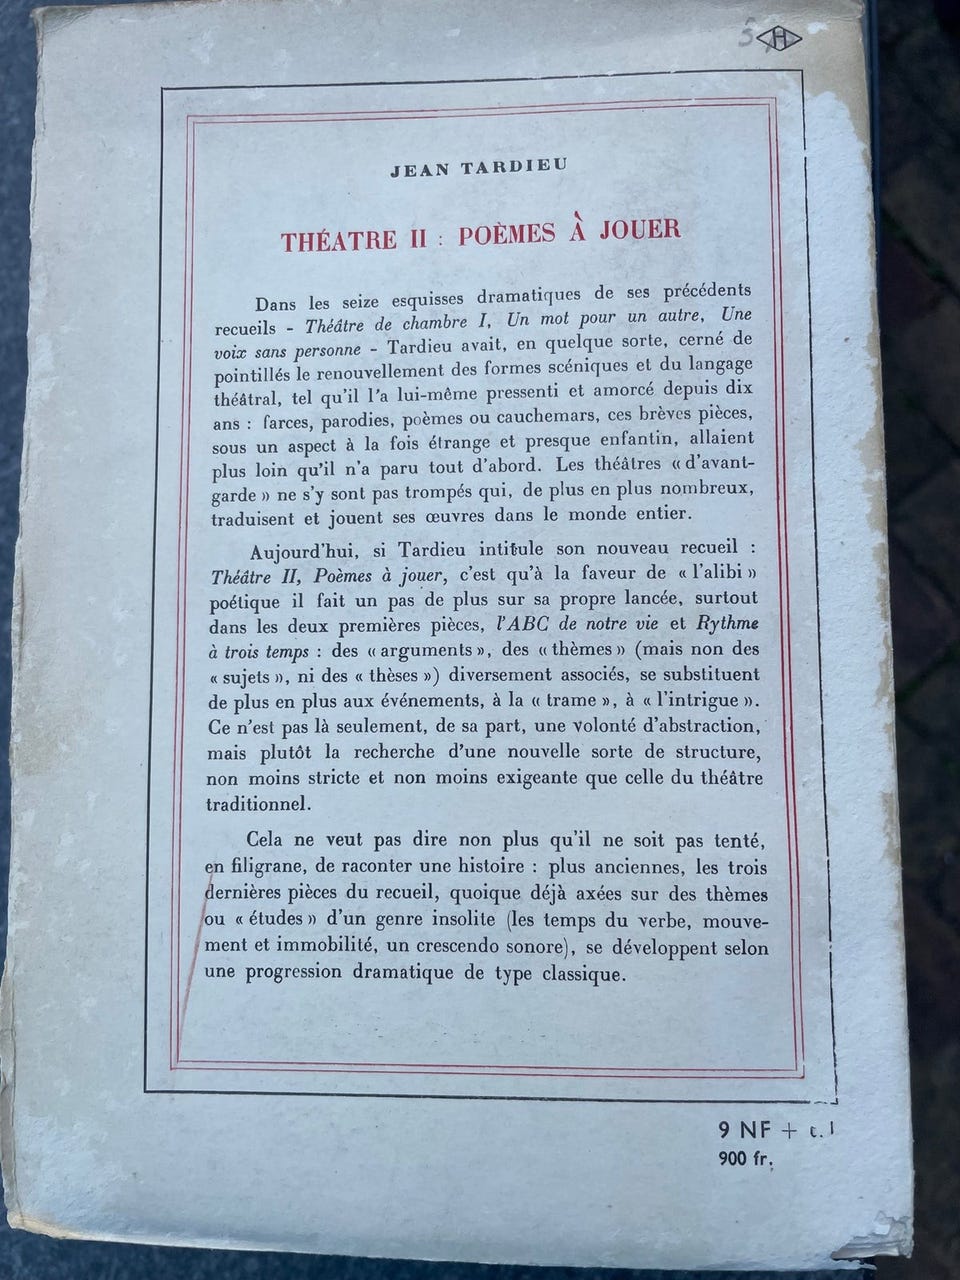 H
JEAN TARDIEU
THÉATRE II : POÈMES À JOUER
Dans les seize esquisses dramatiques de ses précédents
recueils - Théâtre de chambre I, Un mot pour un autre, Une
voix sans personne - Tardieu avait, en quelque sorte, cerné de
pointillés le renouvellement des formes scéniques et du langage
théâtral, tel qu'il l'a lui-même pressenti et amorcé depuis dix
ans : farces, parodies, poèmes ou cauchemars, ces brèves pièces,
sous un aspect à la fois étrange et presque enfantin, allaient
plus loin qu'il n'a paru tout d'abord. Les théâtres « d'avant-
garde » ne s'y sont pas trompés qui, de plus en plus nombreux,
traduisent et jouent ses œuvres dans le monde entier.
Aujourd'hui, si Tardieu intitule son nouveau recueil :
Théâtre II, Poèmes à jouer, c'est qu'à la faveur de « l'alibi »
poétique il fait un pas de plus sur sa propre lancée, surtout
dans les deux premières pièces, l'ABC de notre vie et Rythme
à trois temps : des « arguments », des « thèmes » (mais non des
« sujets », ni des « thèses ») diversement associés, se substituent
de plus en plus aux événements, à la « trame », à « l'intrigue ».
Ce n'est pas là seulement, de sa part, une volonté d'abstraction,
mais plutôt la recherche d'une nouvelle sorte de structure,
non moins stricte et non moins exigeante que celle du théâtre
traditionnel.
Cela ne veut pas dire non plus qu'il ne soit pas tenté,
en filigrane, de raconter une histoire : plus anciennes, les trois
dernières pièces du recueil, quoique déjà axées sur des thèmes
ou « études » d'un genre insolite (les temps du verbe, mouve-
ment et immobilité, un crescendo sonore), se développent selon
une progression dramatique de type classique.
9 NF +
900 fr.